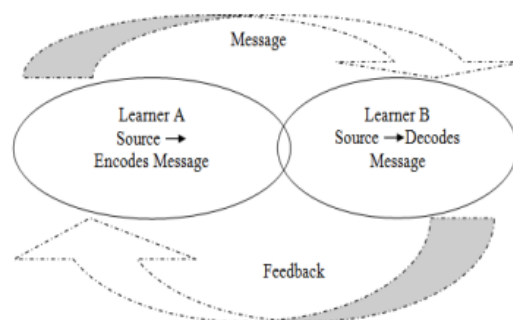 Message
Learner A
Source →
Encodes Message
Learner B
Source →Decodes
Message
Feedback